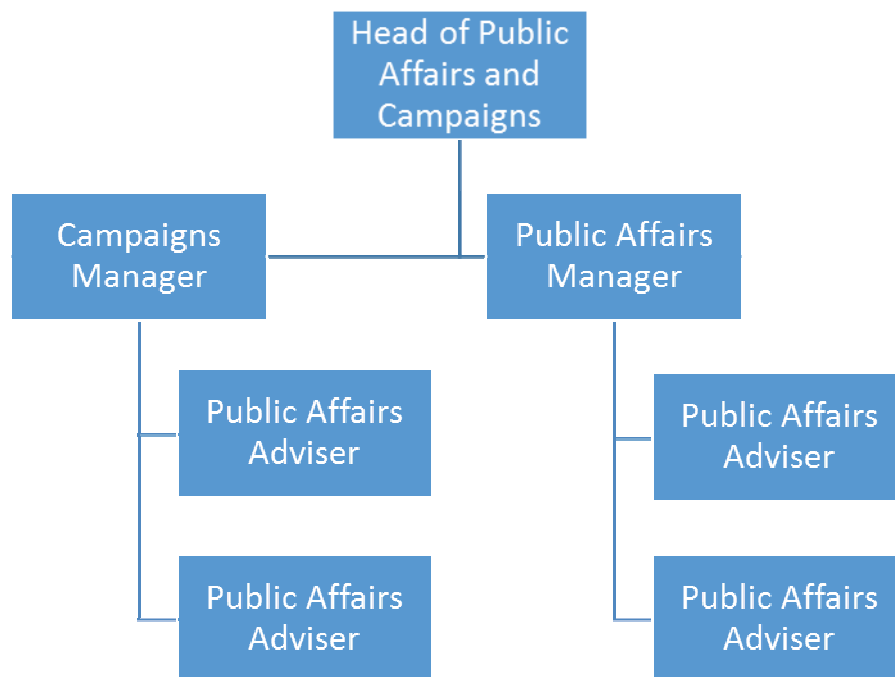 Head of Public
Affairs and
Campaigns
Campaigns
Manager
Public Affairs
Manager
Public Affairs
Adviser
Public Affairs
Adviser
Public Affairs
Adviser
Public Affairs
Adviser